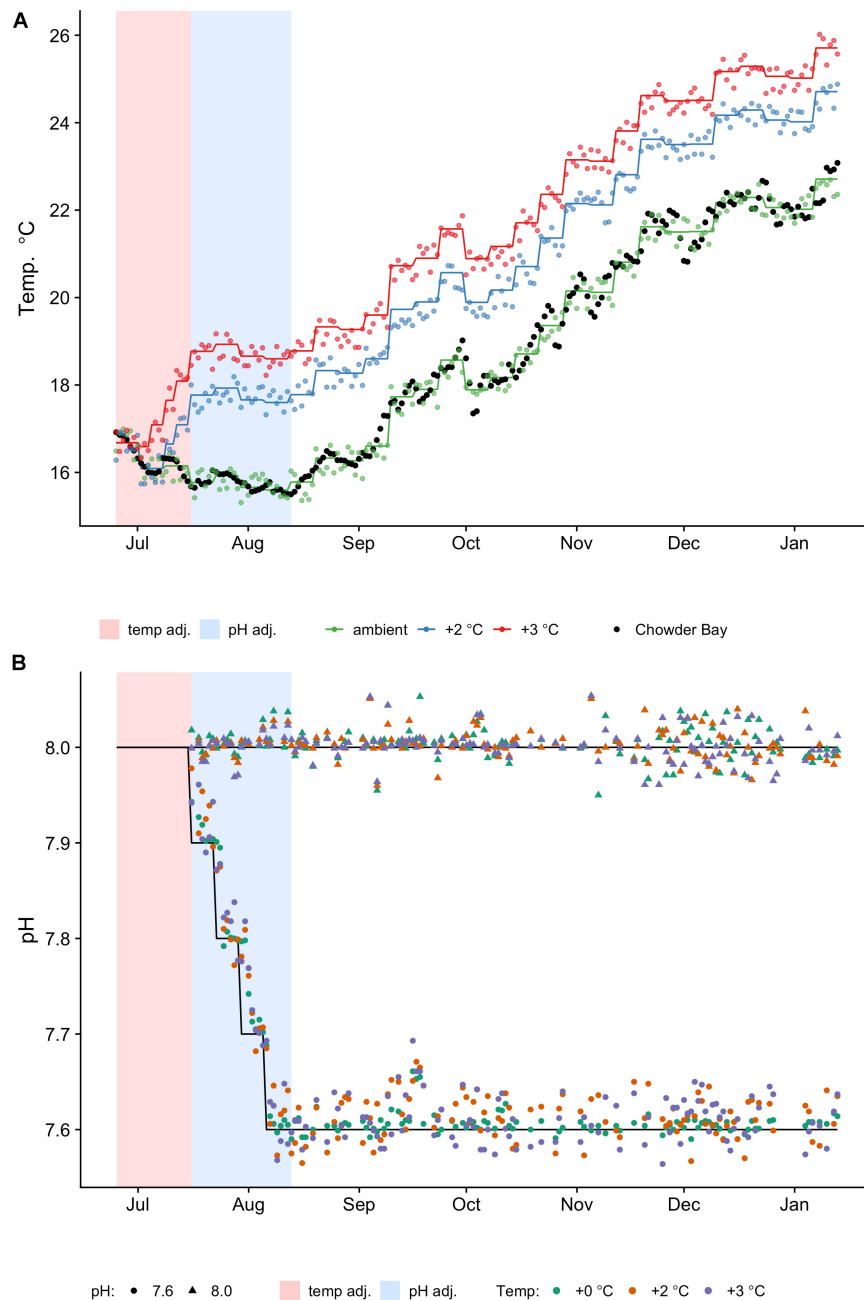 A
26
24
22
20
18
16
Temp. °C
Jul Aug Sep Oct Nov Dec Jan
temp adj. pH adj. ambient +2 °C +3 °C Chowder Bay
B
8.0
7.9
7.8
7.7
7.6
pH
Jul Aug Sep Oct Nov Dec Jan
pH: 7.6 8.0 temp adj. pH adj. Temp: +0 °C +2 °C +3 °C